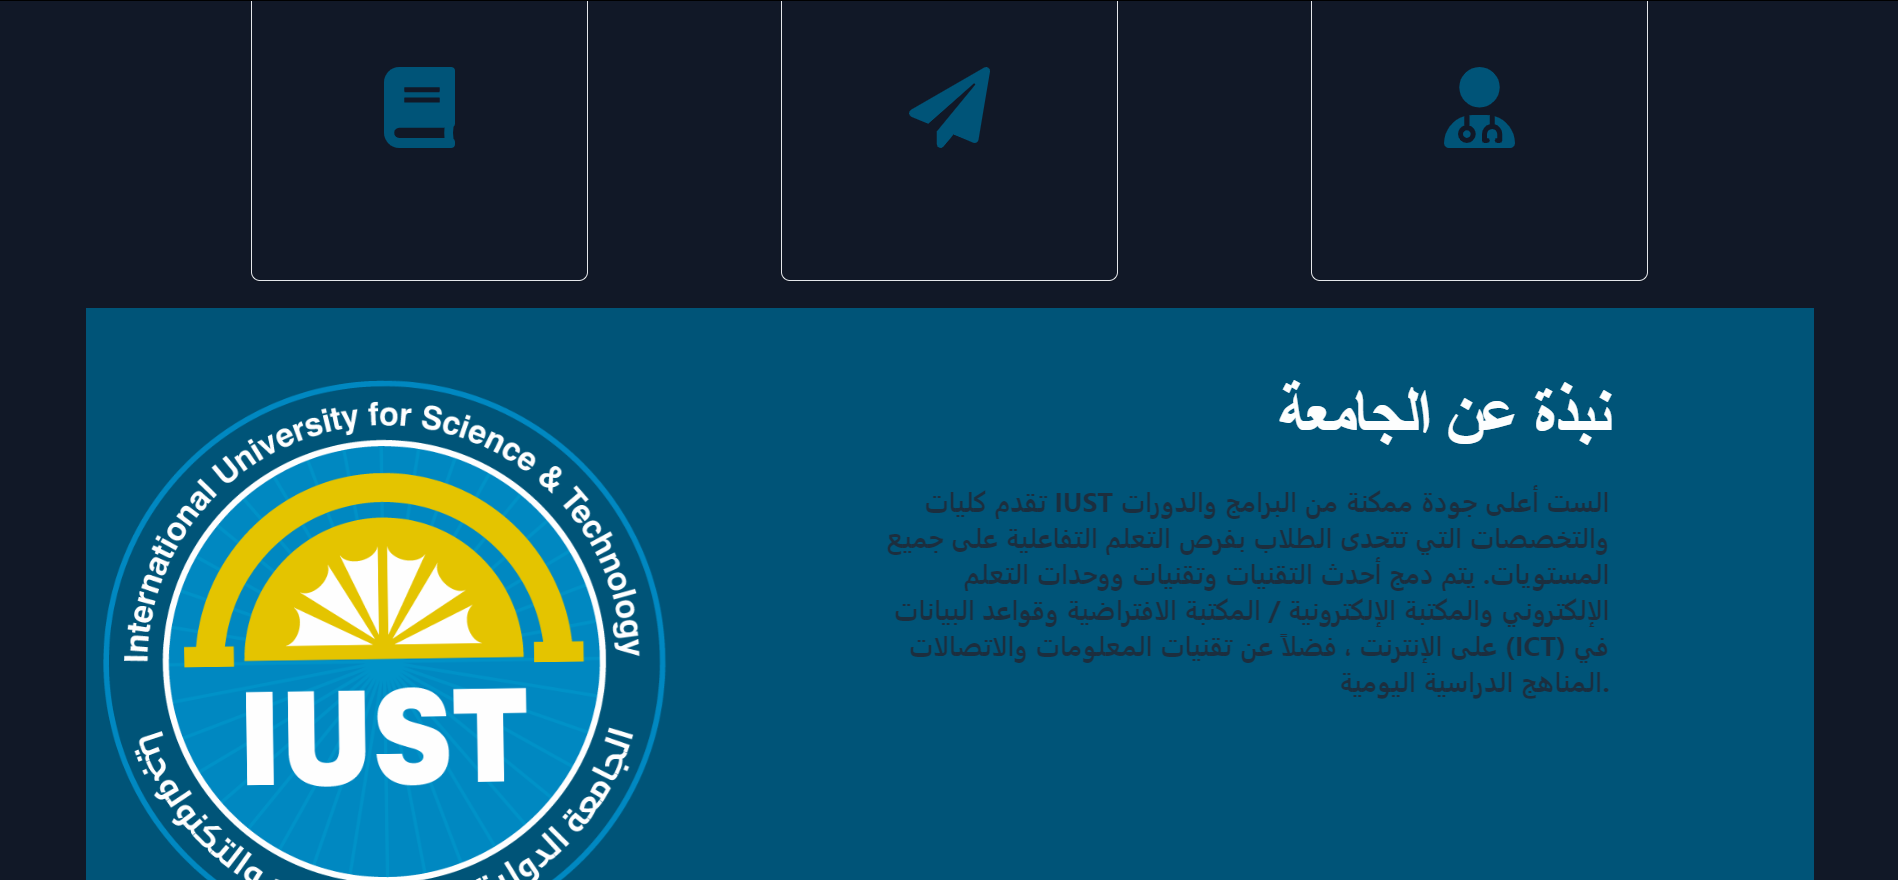 نبذة عن الجامعة
الست أعلى جودة ممكنة من البرامج والدورات IUST تقدم كليات
والتخصصات التي تتحدى الطلاب بفرص التعلم التفاعلية على جميع
المستويات. يتم دمج أحدث التقنيات وتقنيات ووحدات التعلم
الإلكتروني والمكتبة الإلكترونية / المكتبة الافتراضية وقواعد البيانات
على الإنترنت ، فضلاً عن تقنيات المعلومات والاتصالات (ICT) في
المناهج الدراسية اليومية.
International University for Science & Technology
IUST
الجامعة الدولية
والتكنولوجيا